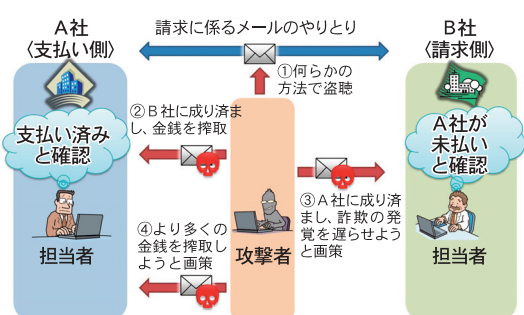 A社
〈支払い側〉
請求に係るメールのやりとり
B社
〈請求側〉
①何らかの
方法で盗聴
②B社に成り済ま
し、金銭を搾取
支払い済み
と確認
A社が
未払い
と確認
③A社に成り済
まし、詐欺の発
覚を遅らせよう
と画策
④より多くの
金銭を搾取し
ようと画策
担当者
攻撃者
担当者